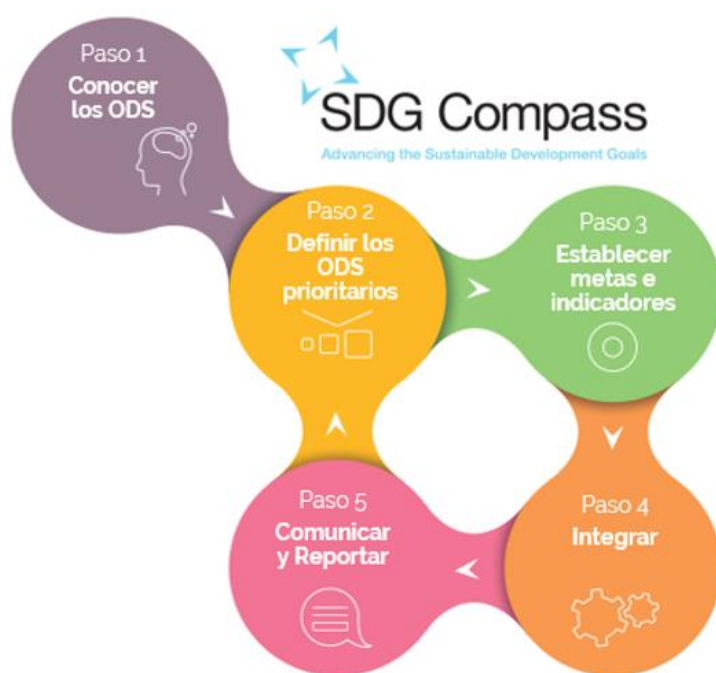 Paso 1
Conocer
los ODS
SDG Compass
Advancing the Sustainable Development Goals
Paso 2
Definir los
ODS
prioritarios
Paso 3
Establecer
metas e
indicadores
Paso 4
Integrar
Paso 5
Comunicar
y Reportar